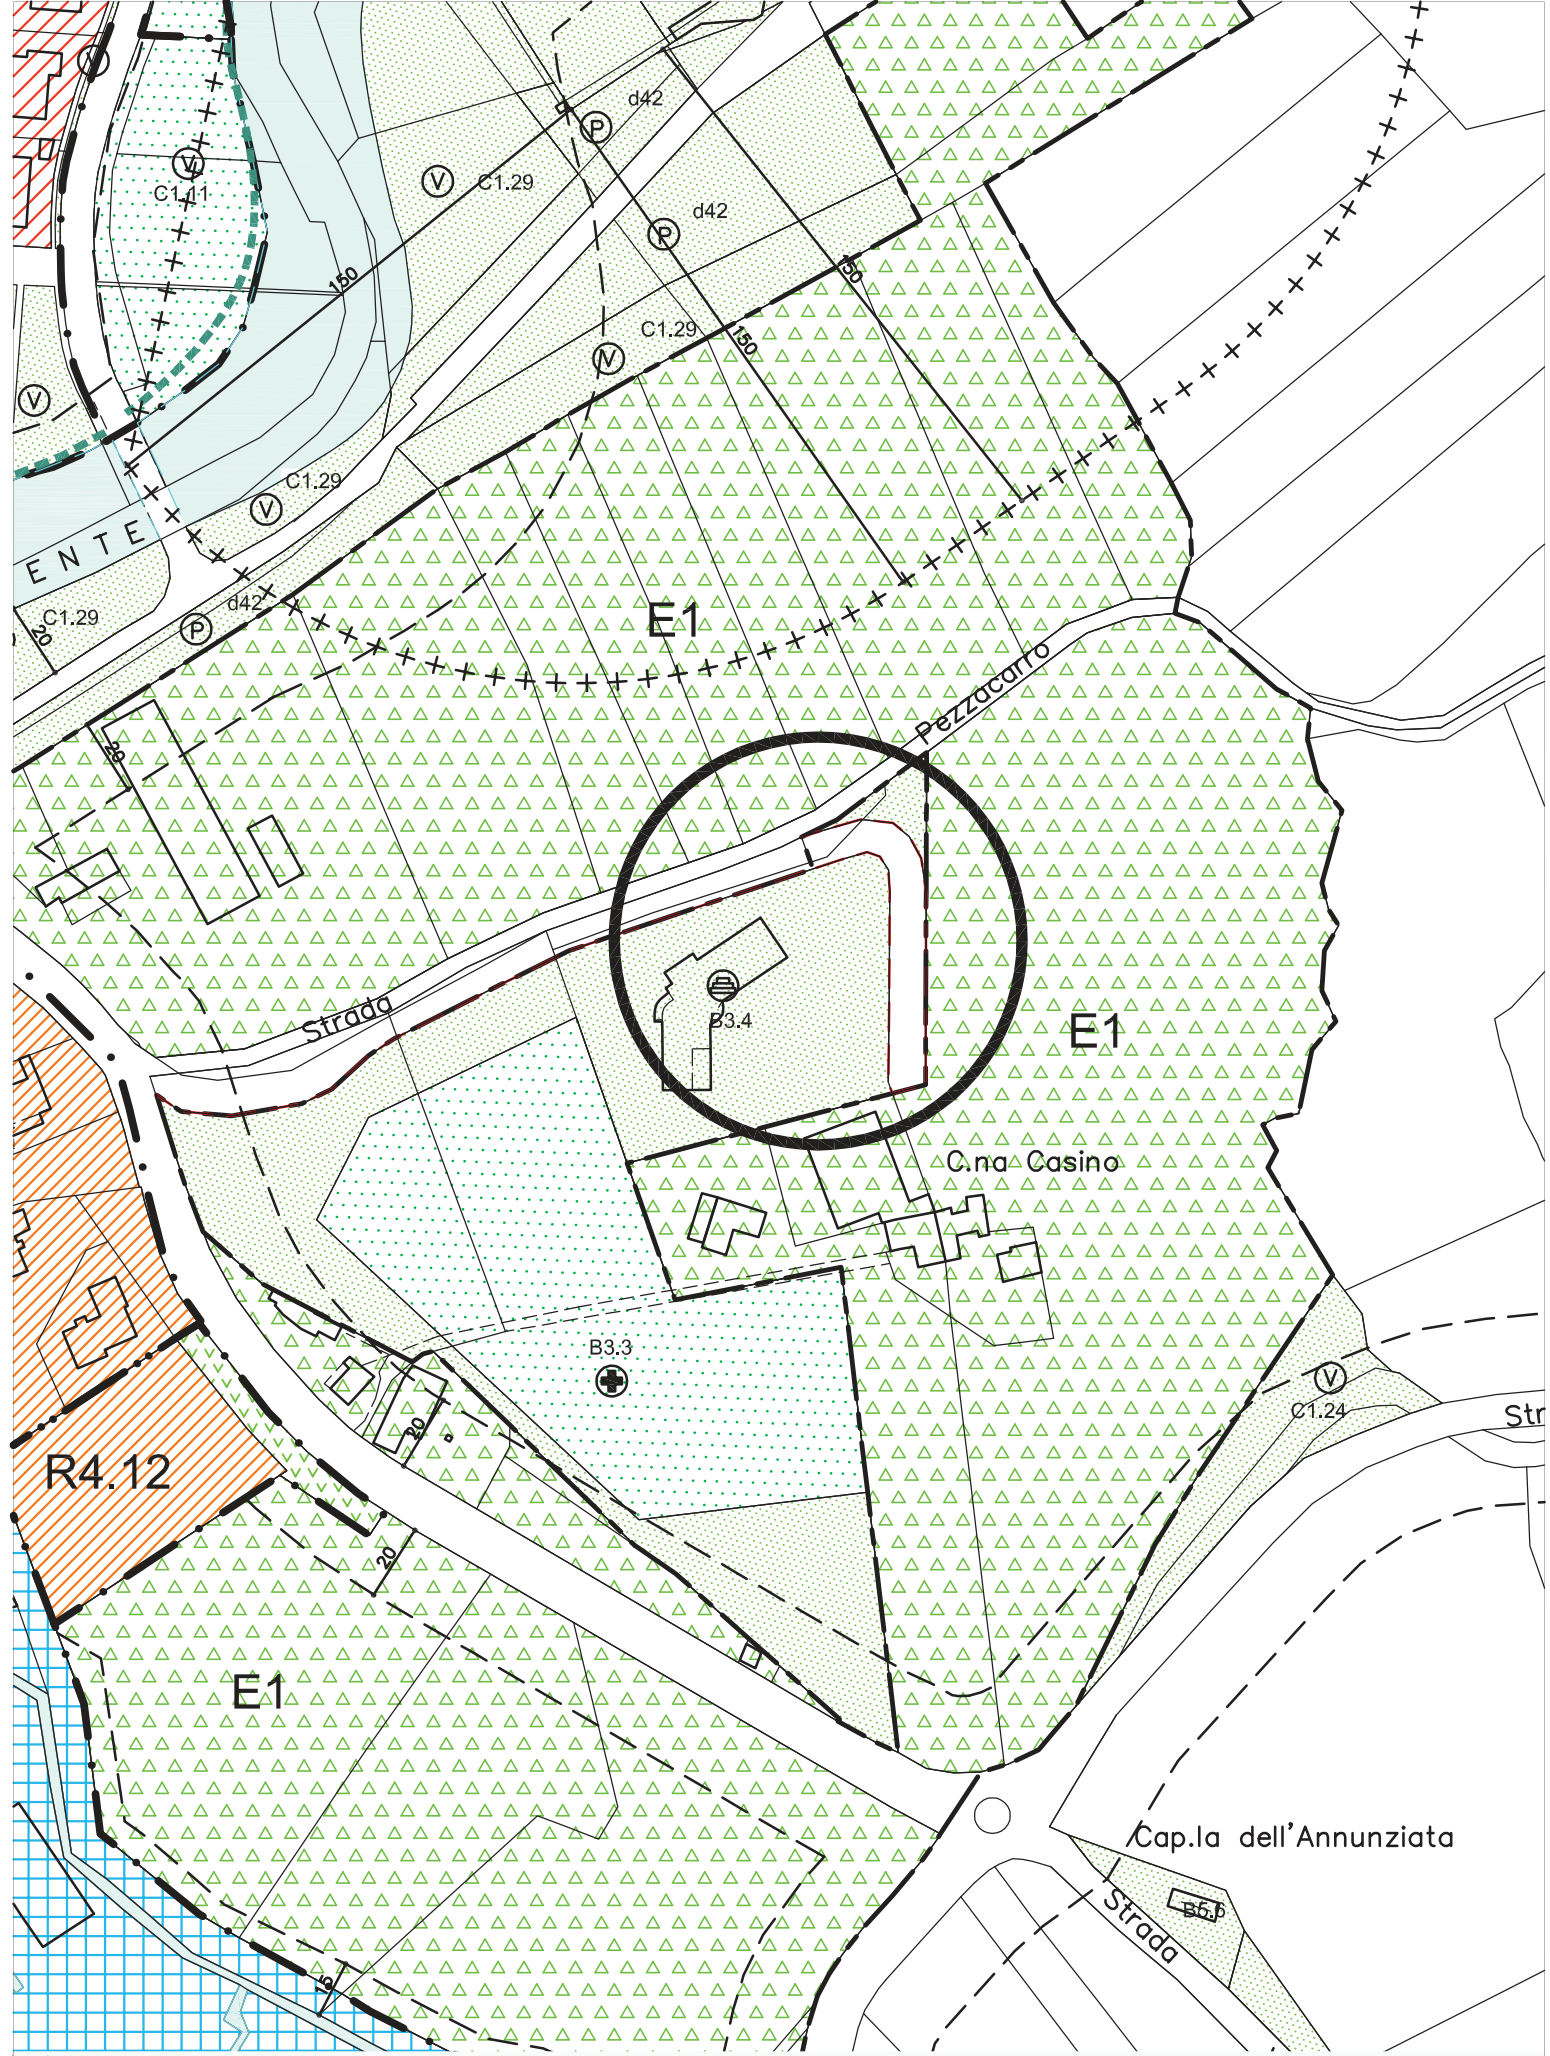 V
d42
P
V
C1.11
V
C1.29
d42
P
150
150
C1.29
V
150
V
C1.29
V
ENTE
d42
P
C1.29
20
E1
Pezzacarro
20
Strada
B3.4
E1
C.na Casino
B3.3
V
C1.24
Str
20
R4.12
20
E1
Cap.la dell'Annunziata
B5.6
Strada
15